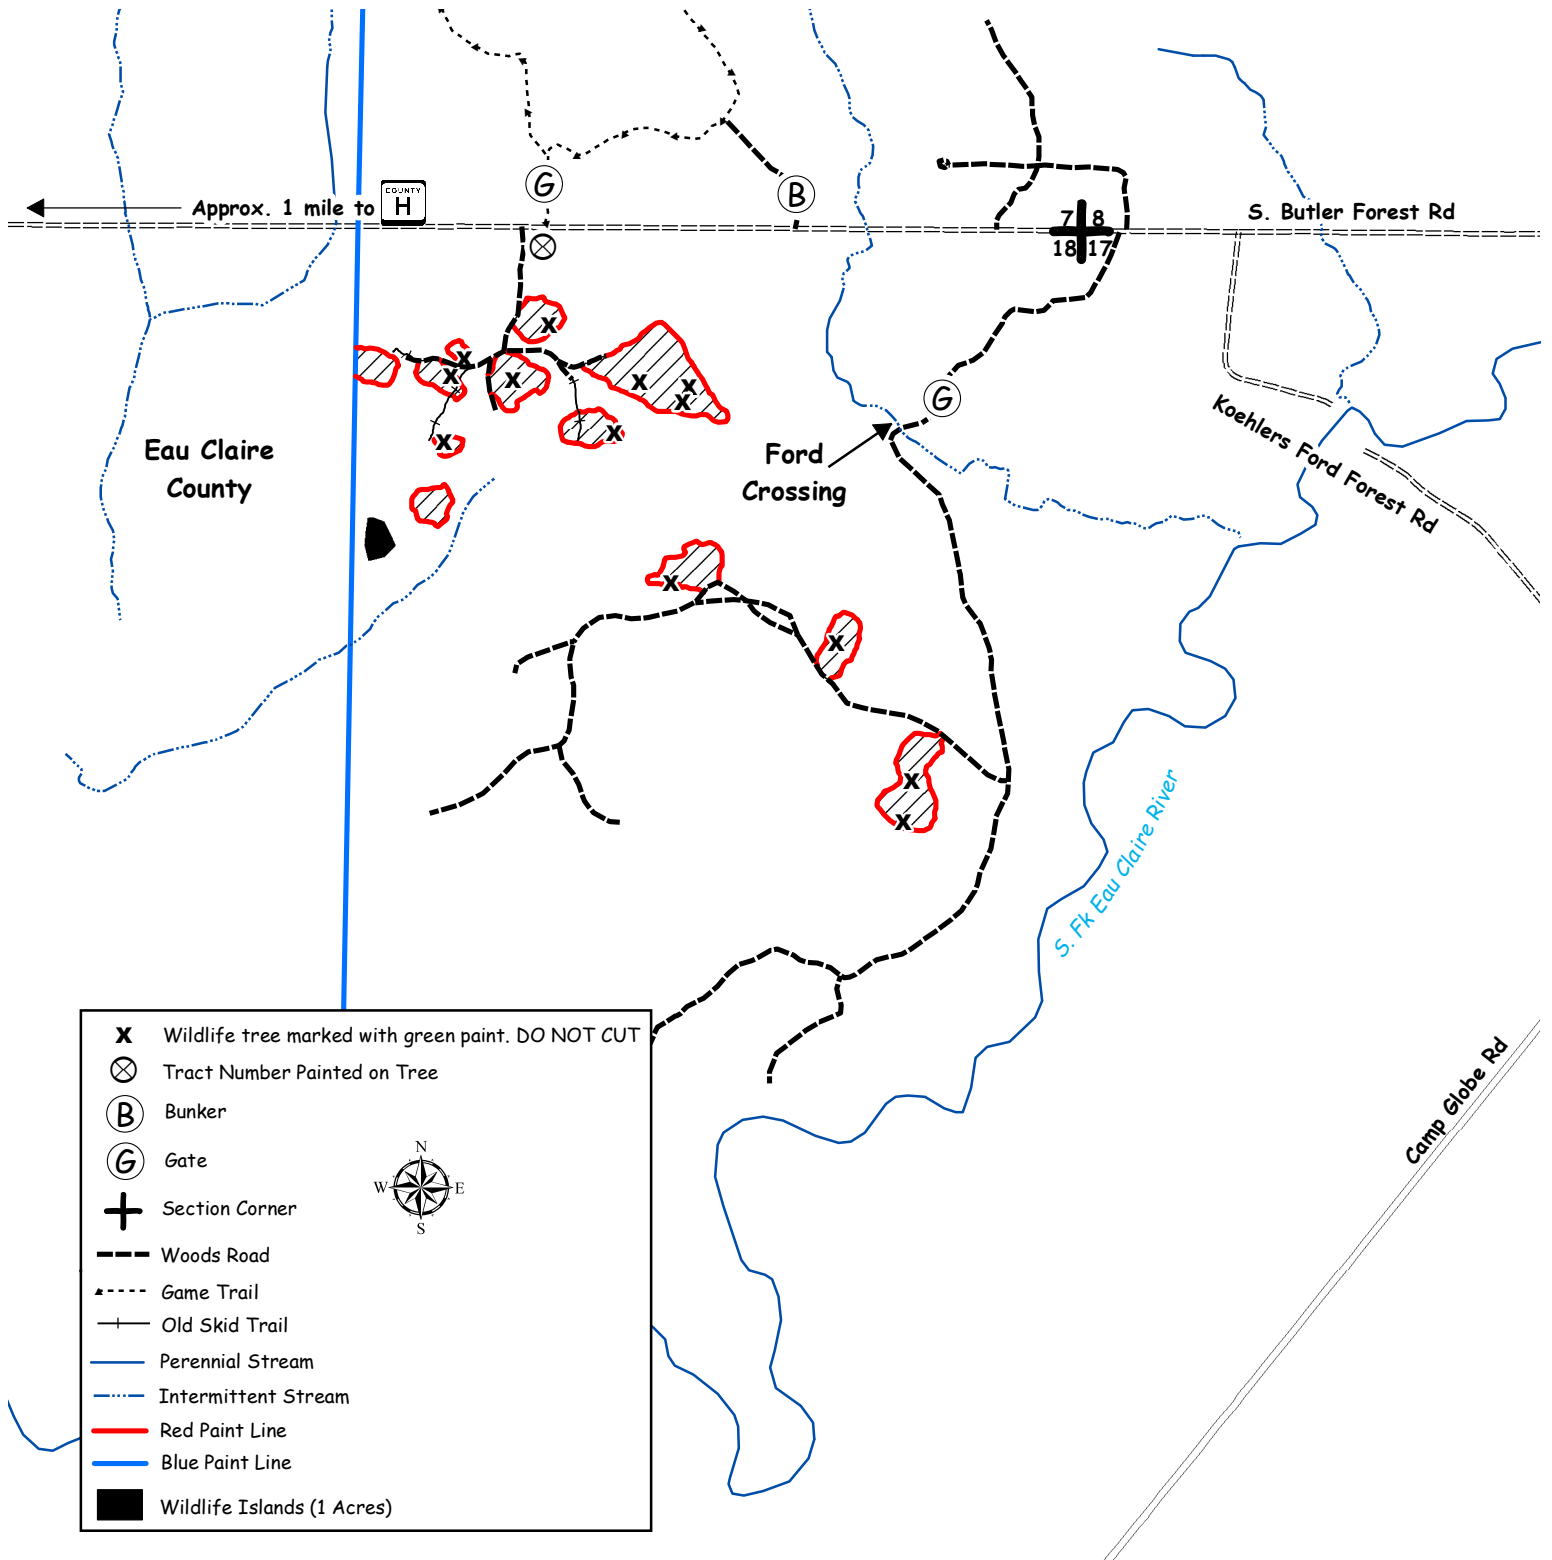 G
B
COUNTY
H
Approx. 1 mile to
7 8
18 17
S. Butler Forest Rd
x
x
x
x
x
x
x
x
x
x
G
Koehlers Ford Forest Rd
Eau Claire
County
Ford
Crossing
x
x
x
x
S. Fk Eau Claire River
Camp Globe Rd
x Wildlife tree marked with green paint. DO NOT CUT
Tract Number Painted on Tree
B Bunker
G Gate
Section Corner
Woods Road
Game Trail
Old Skid Trail
Perennial Stream
Intermittent Stream
Red Paint Line
Blue Paint Line
Wildlife Islands (1 Acres)
N
W E
S